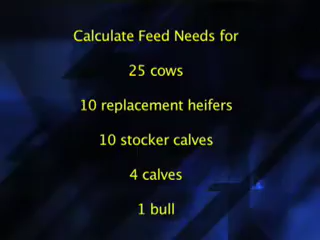 Calculate Feed Needs for
25 cows
10 replacement heifers
10 stocker calves
4 calves
1 bull